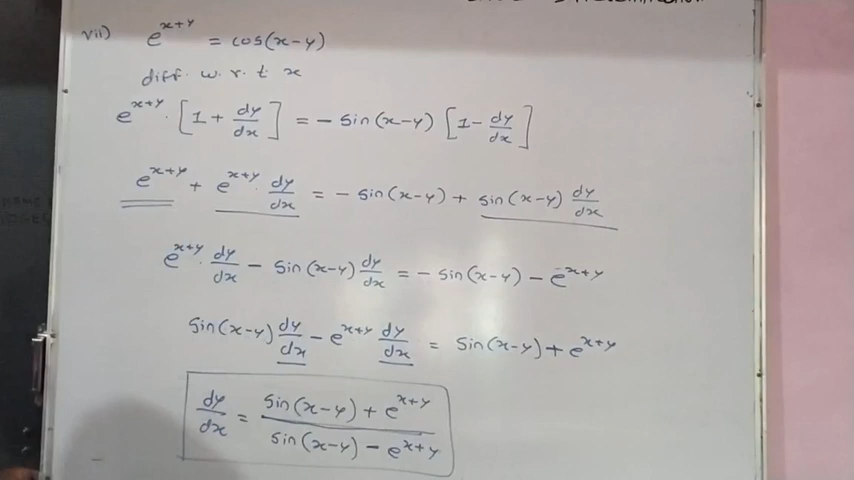 vii) e^{x+y} = cos(x-y)
diff. w. r. t x
e^{x+y} · [1 + dy/dx] = - sin(x-y) [1 - dy/dx]
e^{x+y} + e^{x+y} · dy/dx = - sin(x-y) + sin(x-y) dy/dx
e^{x+y} · dy/dx - sin(x-y) dy/dx = - sin(x-y) - e^{x+y}
sin(x-y) dy/dx - e^{x+y} dy/dx = sin(x-y) + e^{x+y}
dy/dx = (sin(x-y) + e^{x+y})/(sin(x-y) - e^{x+y})